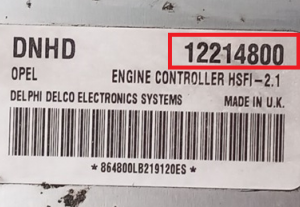 DNHD 12214800
OPEL ENGINE CONTROLLER HSFI-2.1
DELPHI DELCO ELECTRONICS SYSTEMS MADE IN U.K.
*864800LB219120ES*